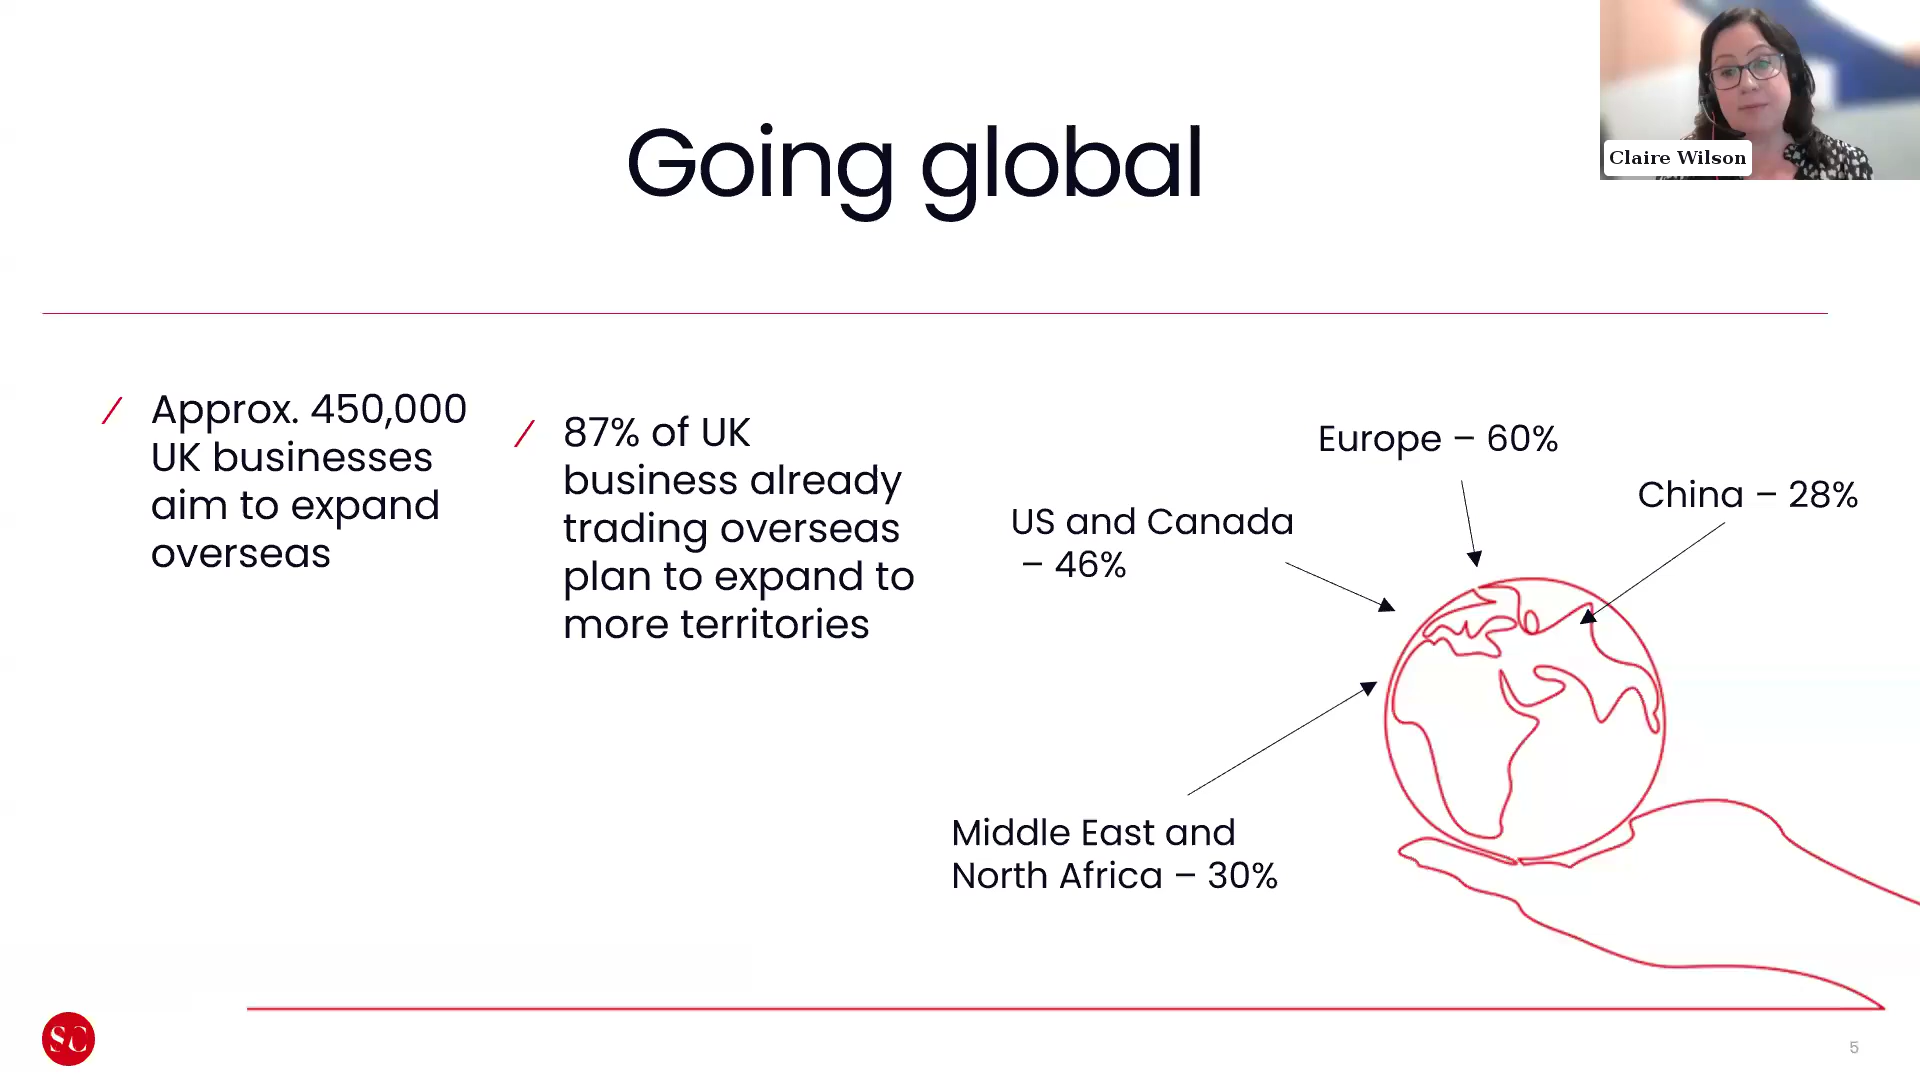 Going global
Claire Wilson
/ Approx. 450,000
UK businesses
aim to expand
overseas
/ 87% of UK
business already
trading overseas
plan to expand to
more territories
Europe – 60%
China – 28%
US and Canada
– 46%
Middle East and
North Africa – 30%
SC
5